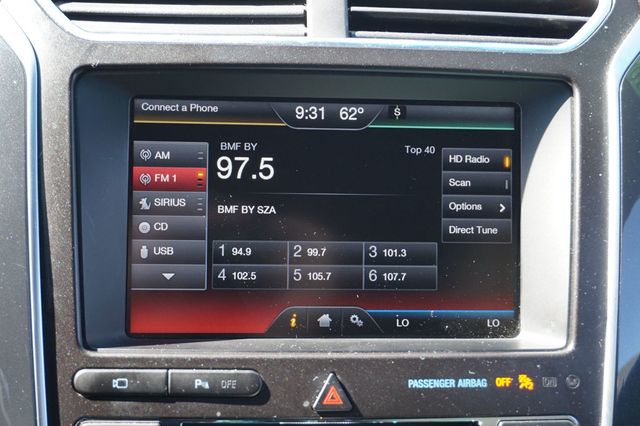 Connect a Phone
9:31 62° $
AM
FM 1
SIRIUS
CD
USB
BMF BY
97.5
Top 40
BMF BY SZA
1 94.9 2 99.7 3 101.3
4 102.5 5 105.7 6 107.7
HD Radio
Scan
Options
Direct Tune
i LO LO
P OFF
PASSENGER AIRBAG OFF